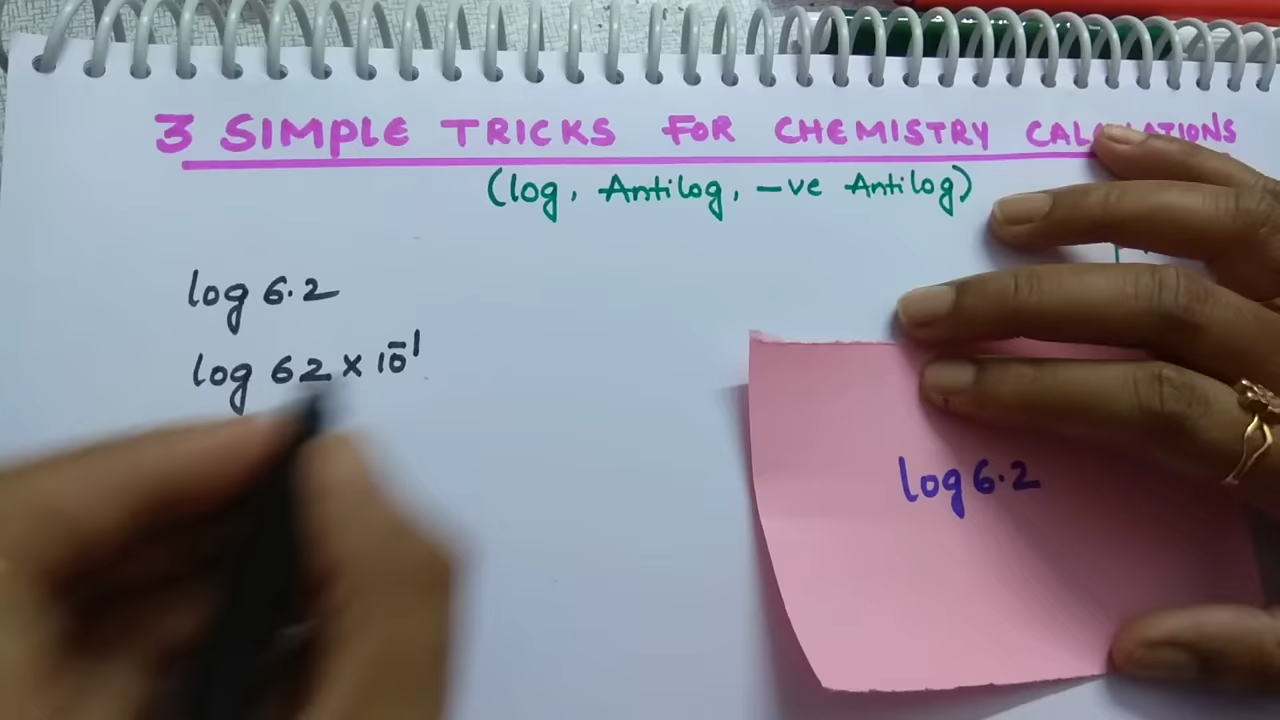 3 SIMPLE TRICKS FOR CHEMISTRY CALCULATIONS
(log, Antilog, -ve Antilog)
log 6.2
log 62 x 10⁻¹
log 6.2